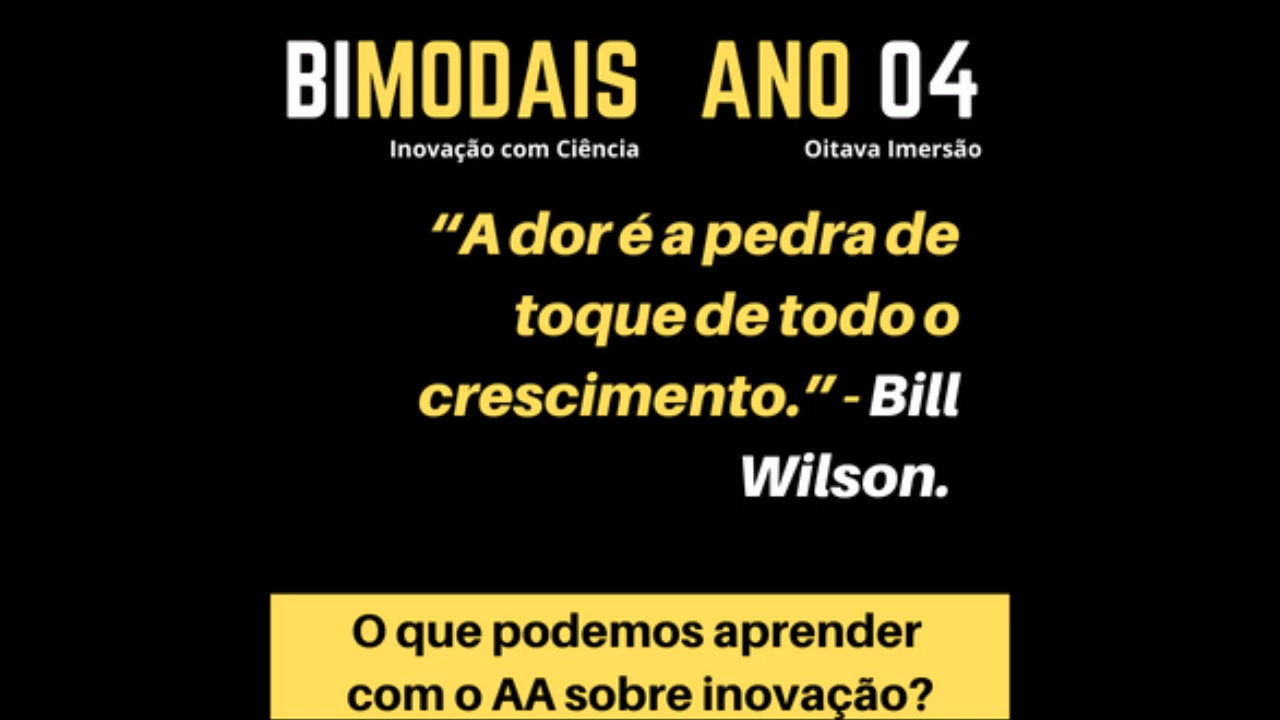 BIMODAIS ANO 04
Inovação com Ciência Oitava Imersão
“A dor é a pedra de
toque de todo o
crescimento.” - Bill
Wilson.
O que podemos aprender
com o AA sobre inovação?